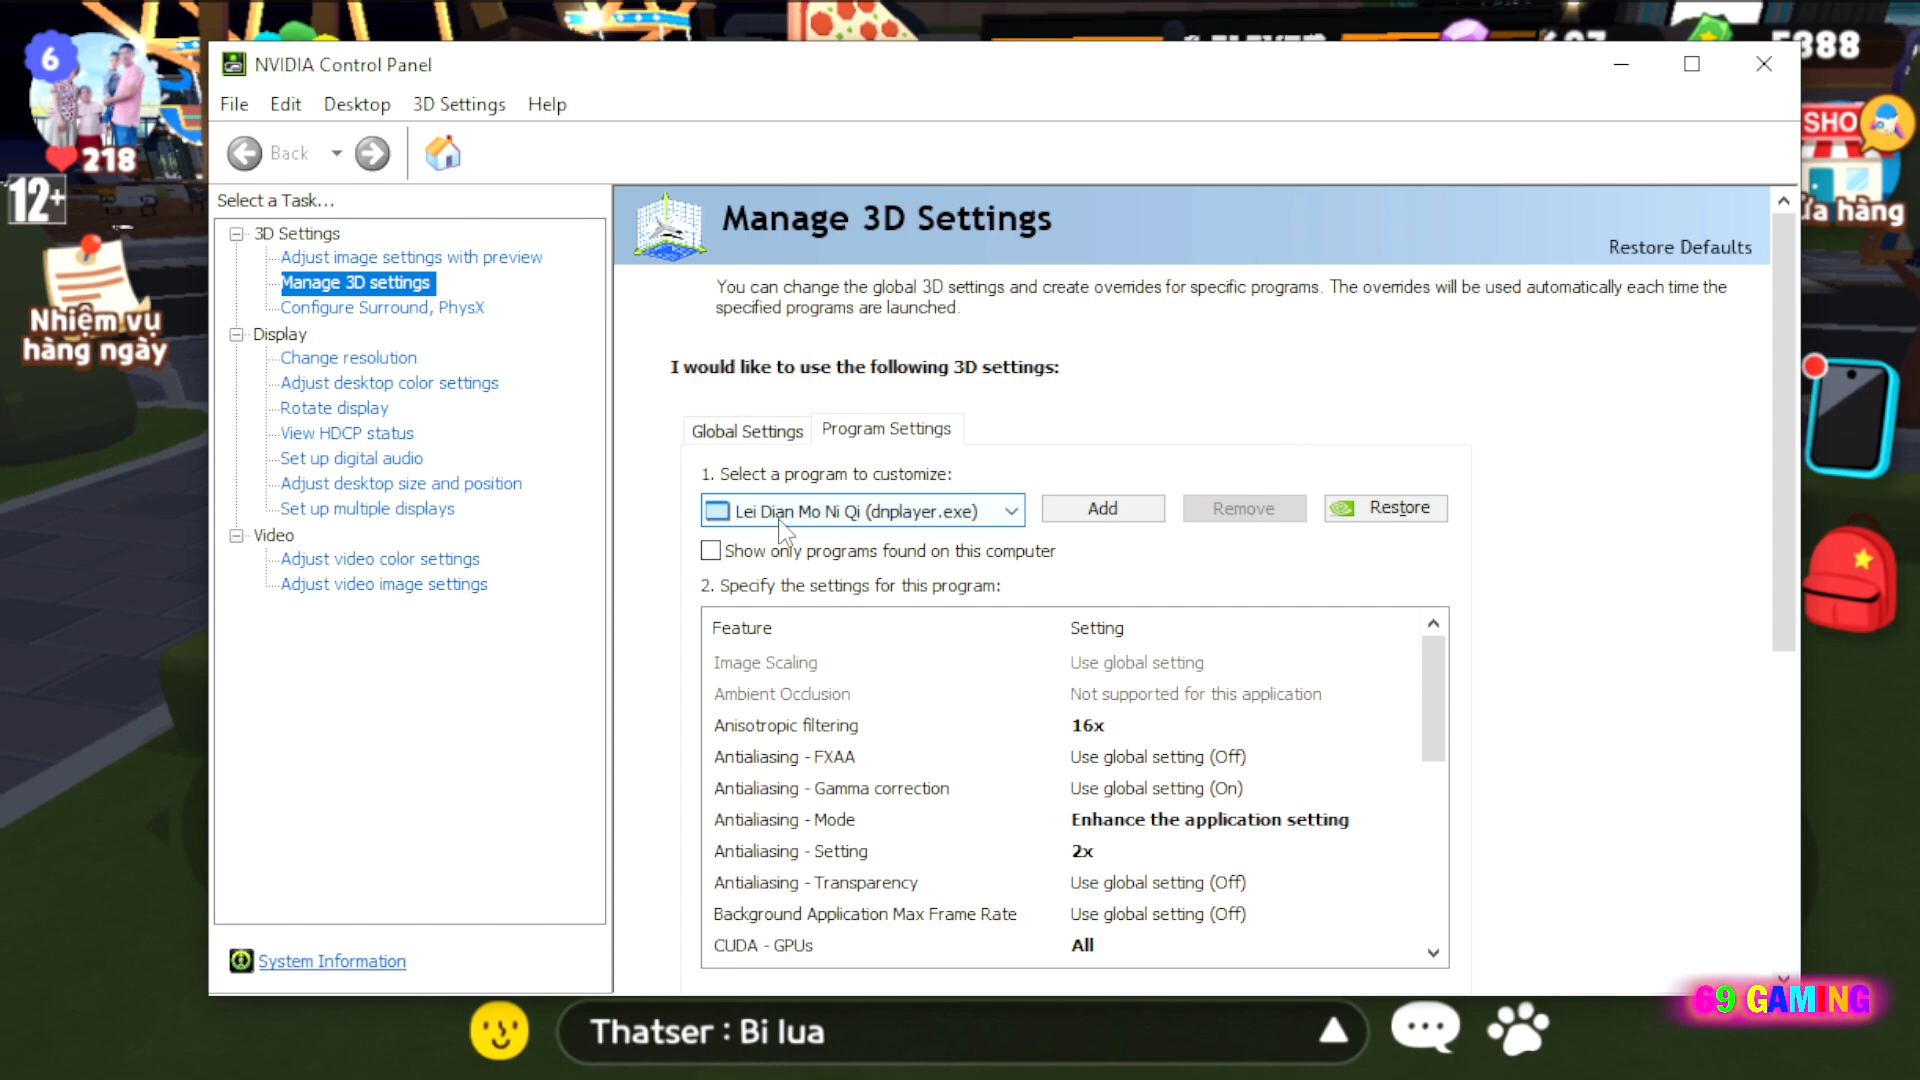 6
218
12+
Nhiệm vụ
hàng ngày
5388
SHO
ửa hàng
NVIDIA Control Panel
File Edit Desktop 3D Settings Help
Back
Select a Task...
3D Settings
Adjust image settings with preview
Manage 3D settings
Configure Surround, PhysX
Display
Change resolution
Adjust desktop color settings
Rotate display
View HDCP status
Set up digital audio
Adjust desktop size and position
Set up multiple displays
Video
Adjust video color settings
Adjust video image settings
System Information
Manage 3D Settings
Restore Defaults
You can change the global 3D settings and create overrides for specific programs. The overrides will be used automatically each time the
specified programs are launched.
I would like to use the following 3D settings:
Global Settings Program Settings
1. Select a program to customize:
Lei Dian Mo Ni Qi (dnplayer.exe) Add Remove Restore
Show only programs found on this computer
2. Specify the settings for this program:
Feature Setting
Image Scaling Use global setting
Ambient Occlusion Not supported for this application
Anisotropic filtering 16x
Antialiasing - FXAA Use global setting (Off)
Antialiasing - Gamma correction Use global setting (On)
Antialiasing - Mode Enhance the application setting
Antialiasing - Setting 2x
Antialiasing - Transparency Use global setting (Off)
Background Application Max Frame Rate Use global setting (Off)
CUDA - GPUs All
69 GAMING
Thatser : Bi lua